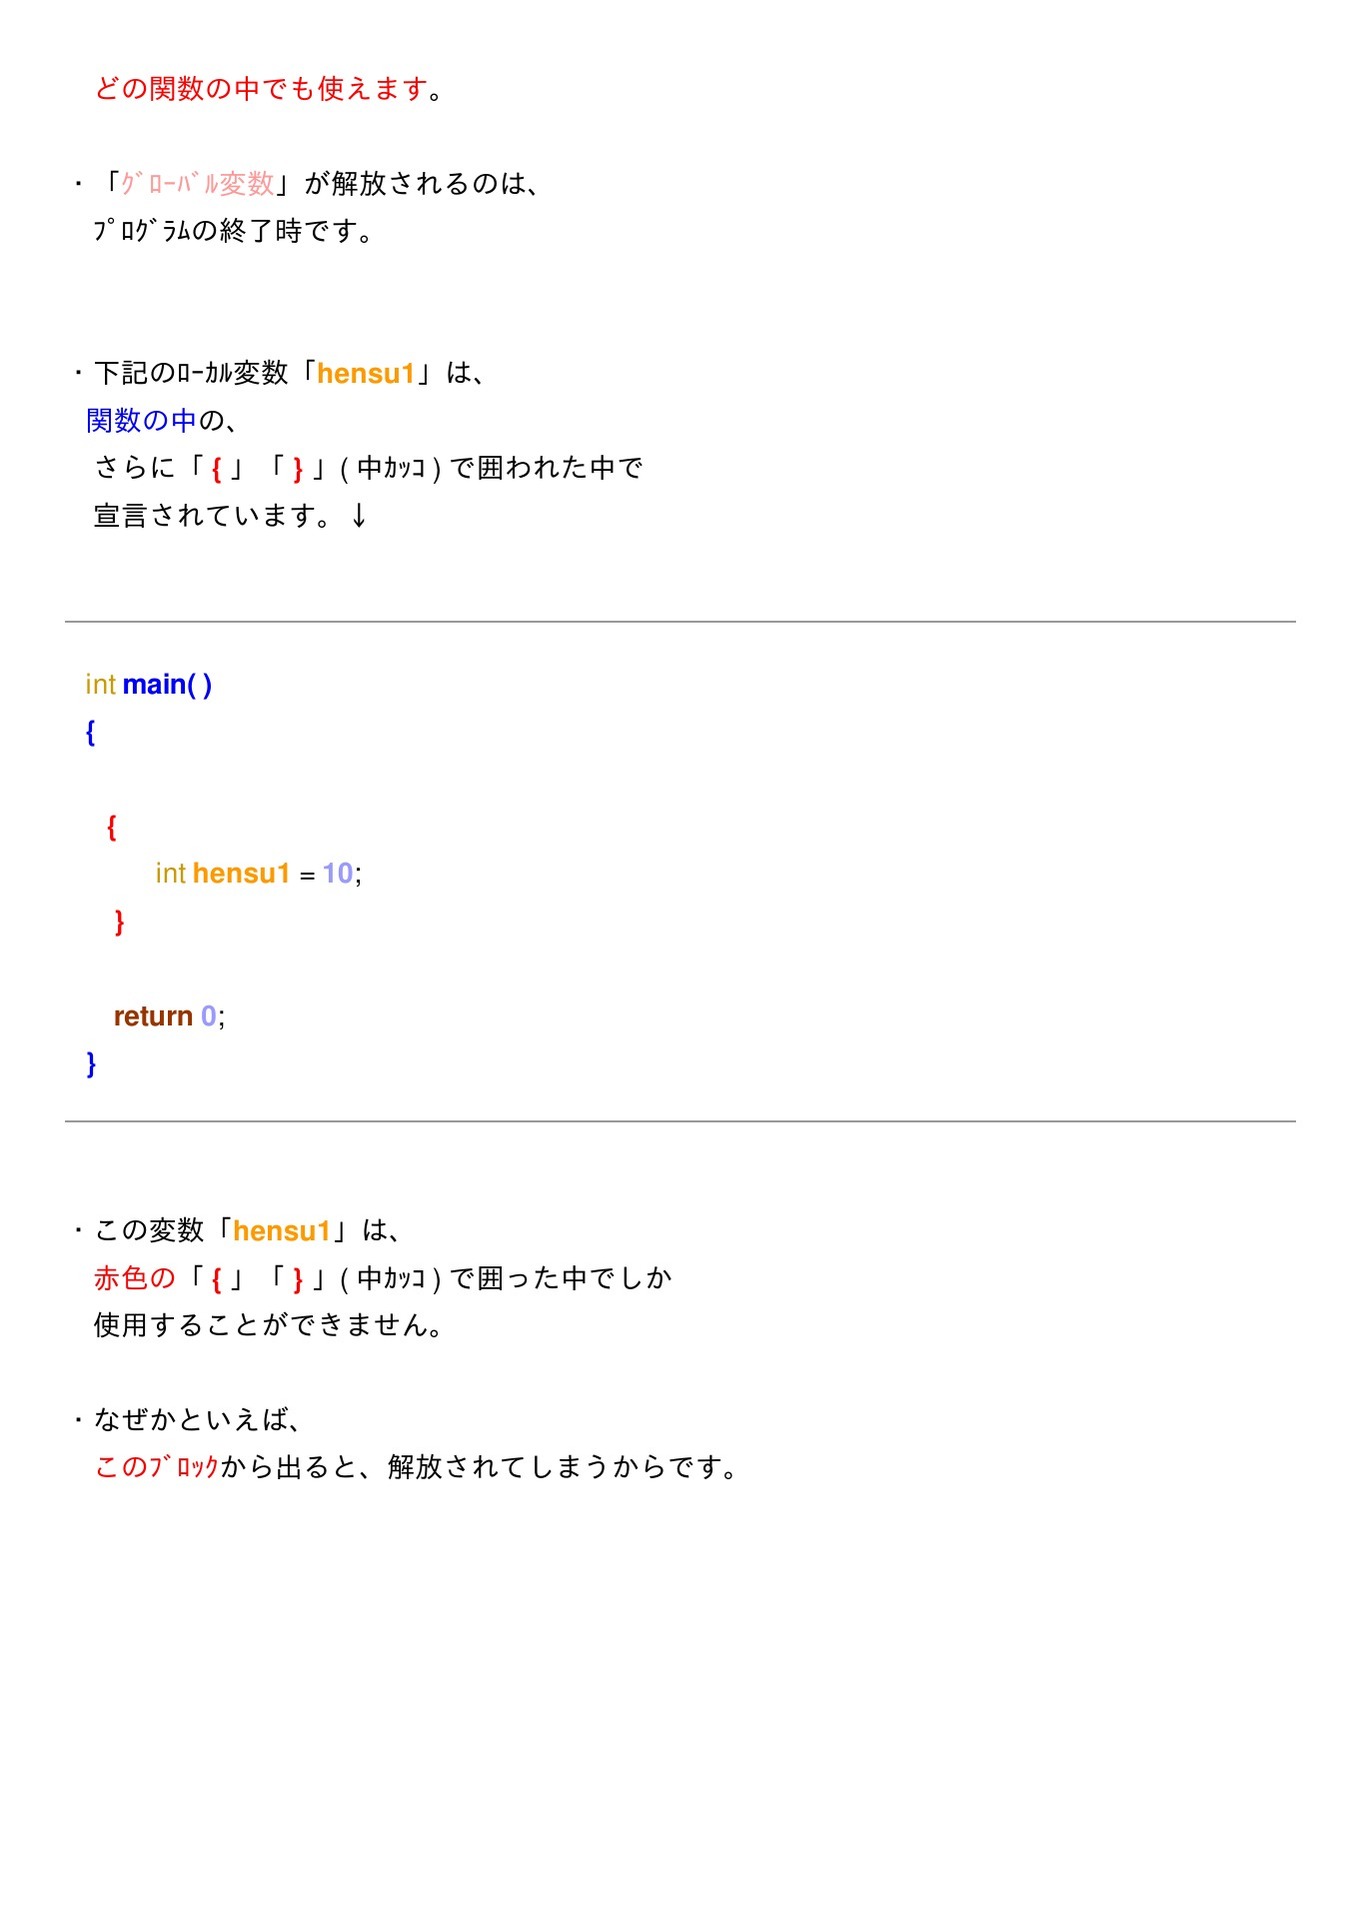 どの関数の中でも使えます。
・「ｸﾞﾛｰﾊﾞﾙ変数」が解放されるのは、
ﾌﾟﾛｸﾞﾗﾑの終了時です。
・下記のﾛｰｶﾙ変数「hensu1」は、
関数の中の、
さらに「 { 」「 } 」( 中ｶｯｺ ) で囲われた中で
宣言されています。↓
int main( )
{
{
int hensu1 = 10;
}
return 0;
}
・この変数「hensu1」は、
赤色の「 { 」「 } 」( 中ｶｯｺ ) で囲った中でしか
使用することができません。
・なぜかといえば、
このﾌﾞﾛｯｸから出ると、解放されてしまうからです。